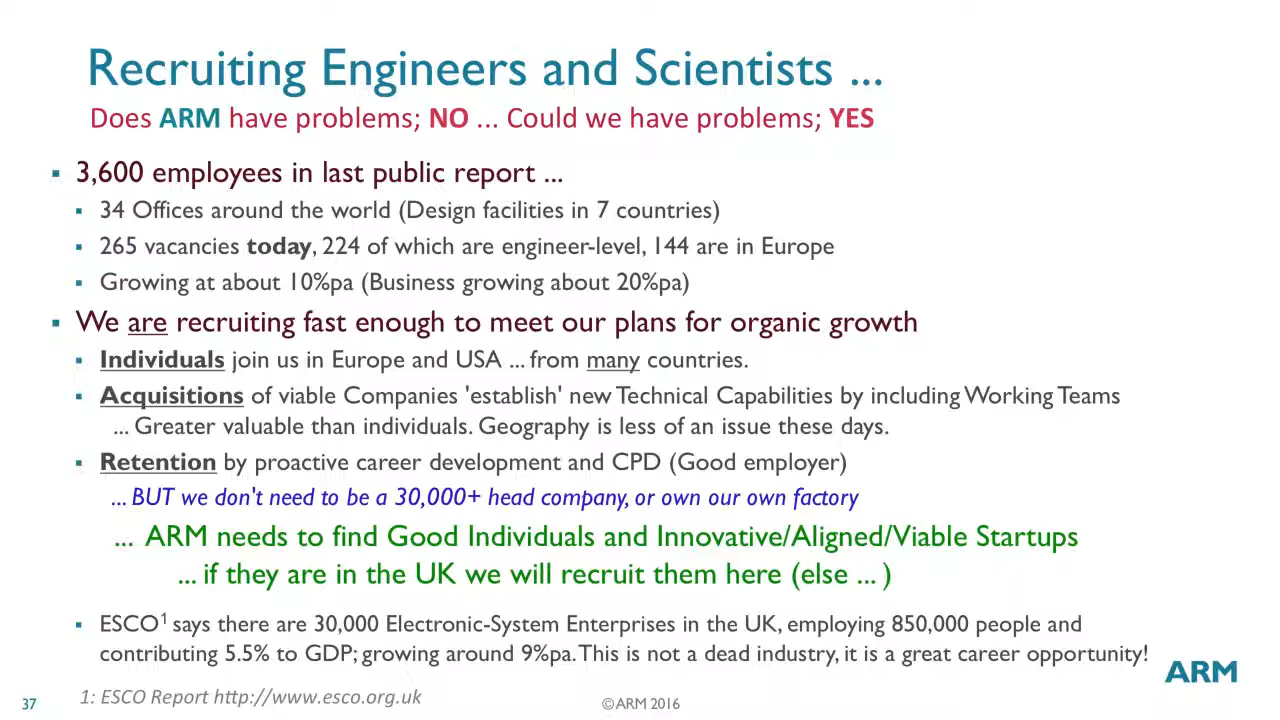 Recruiting Engineers and Scientists ...
Does ARM have problems; NO ... Could we have problems; YES
▪ 3,600 employees in last public report ...
▪ 34 Offices around the world (Design facilities in 7 countries)
▪ 265 vacancies today, 224 of which are engineer-level, 144 are in Europe
▪ Growing at about 10%pa (Business growing about 20%pa)
▪ We are recruiting fast enough to meet our plans for organic growth
▪ Individuals join us in Europe and USA ... from many countries.
▪ Acquisitions of viable Companies 'establish' new Technical Capabilities by including Working Teams
... Greater valuable than individuals. Geography is less of an issue these days.
▪ Retention by proactive career development and CPD (Good employer)
... BUT we don't need to be a 30,000+ head company, or own our own factory
... ARM needs to find Good Individuals and Innovative/Aligned/Viable Startups
... if they are in the UK we will recruit them here (else ... )
▪ ESCO1 says there are 30,000 Electronic-System Enterprises in the UK, employing 850,000 people and
contributing 5.5% to GDP; growing around 9%pa. This is not a dead industry, it is a great career opportunity!
ARM
37
1: ESCO Report http://www.esco.org.uk
© ARM 2016